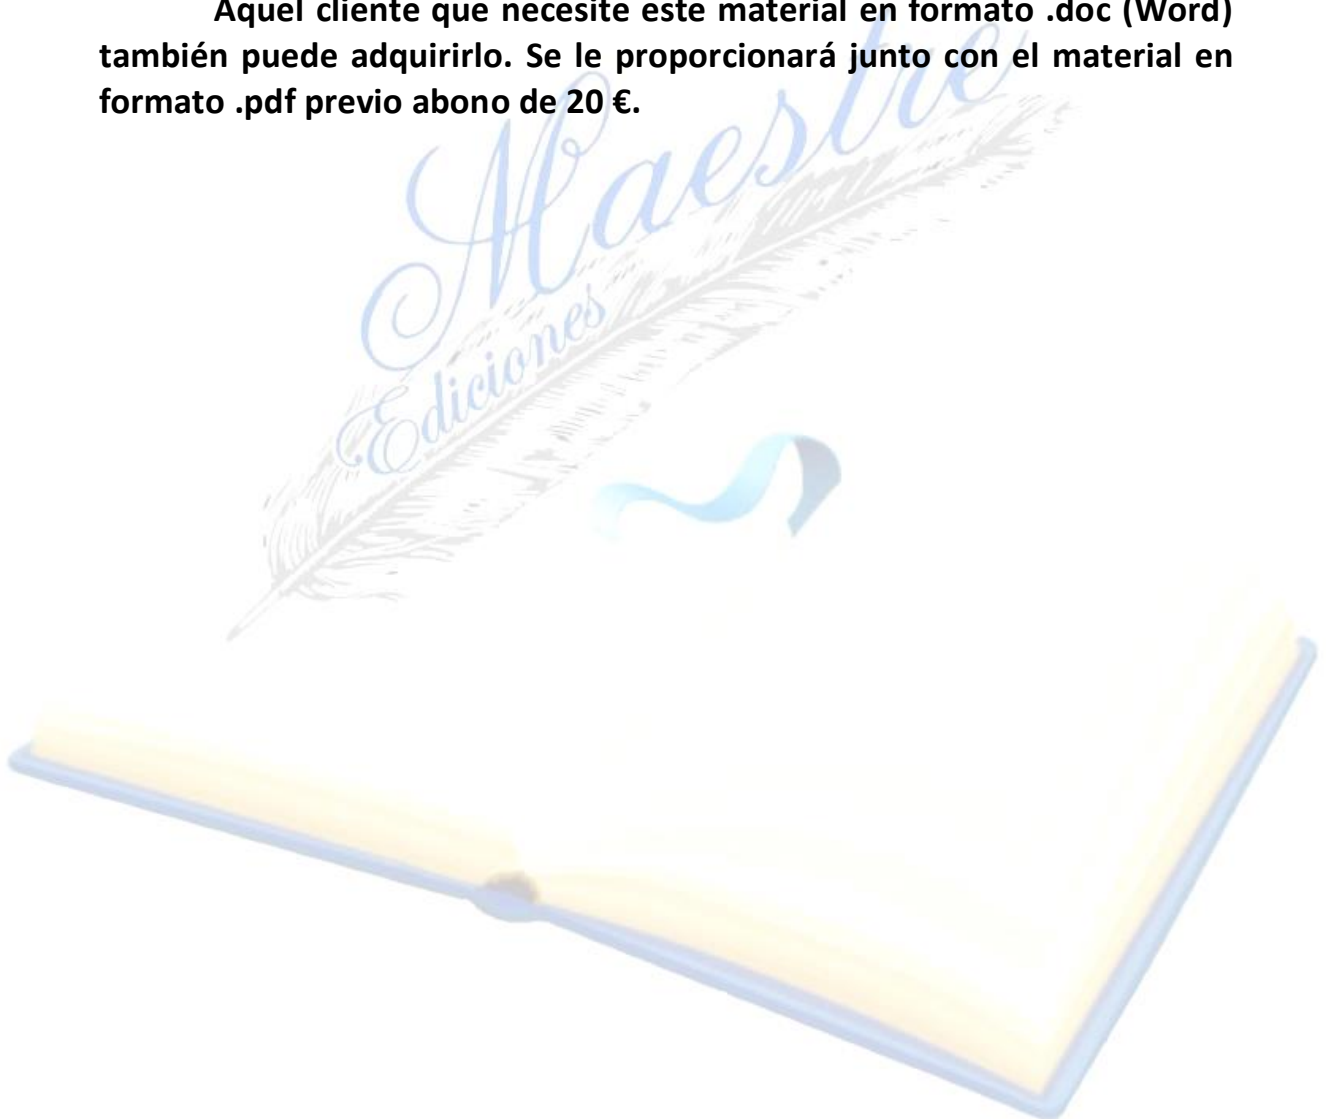 Aquel cliente que necesite este material en formato .doc (Word)
también puede adquirirlo. Se le proporcionará junto con el material en
formato .pdf previo abono de 20 €.
Maestre
Ediciones